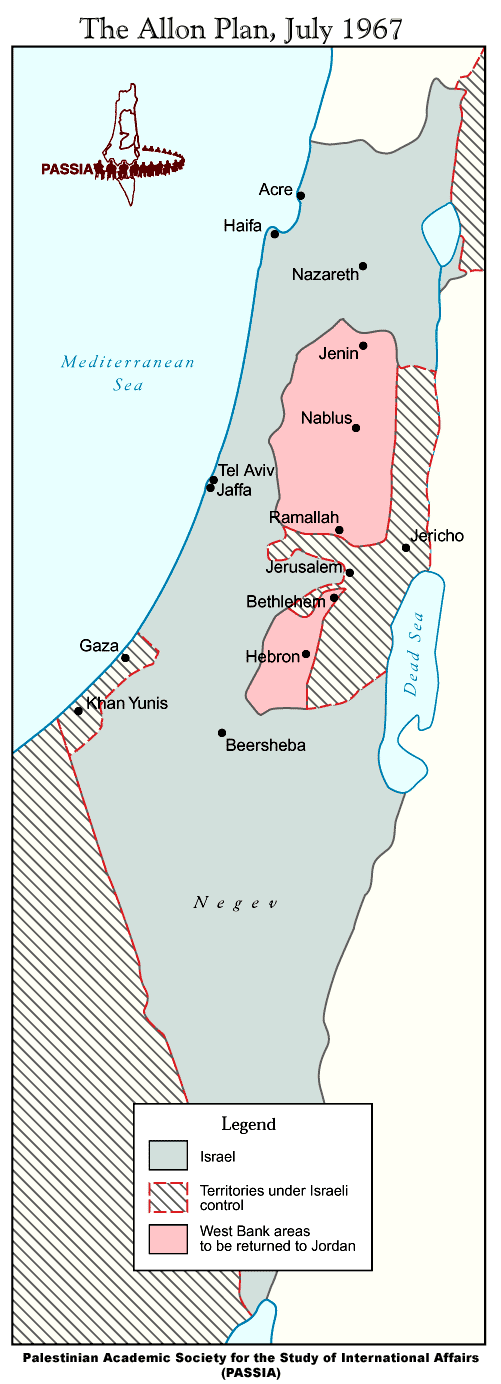 The Allon Plan, July 1967
PASSIA
Acre
Haifa
Nazareth
Mediterranean
Sea
Jenin
Nablus
Tel Aviv
Jaffa
Ramallah
Jericho
Jerusalem
Bethlehem
Dead Sea
Gaza
Hebron
Khan Yunis
Beersheba
Negev
Legend
Israel
Territories under Israeli
control
West Bank areas
to be returned to Jordan
Palestinian Academic Society for the Study of International Affairs
(PASSIA)